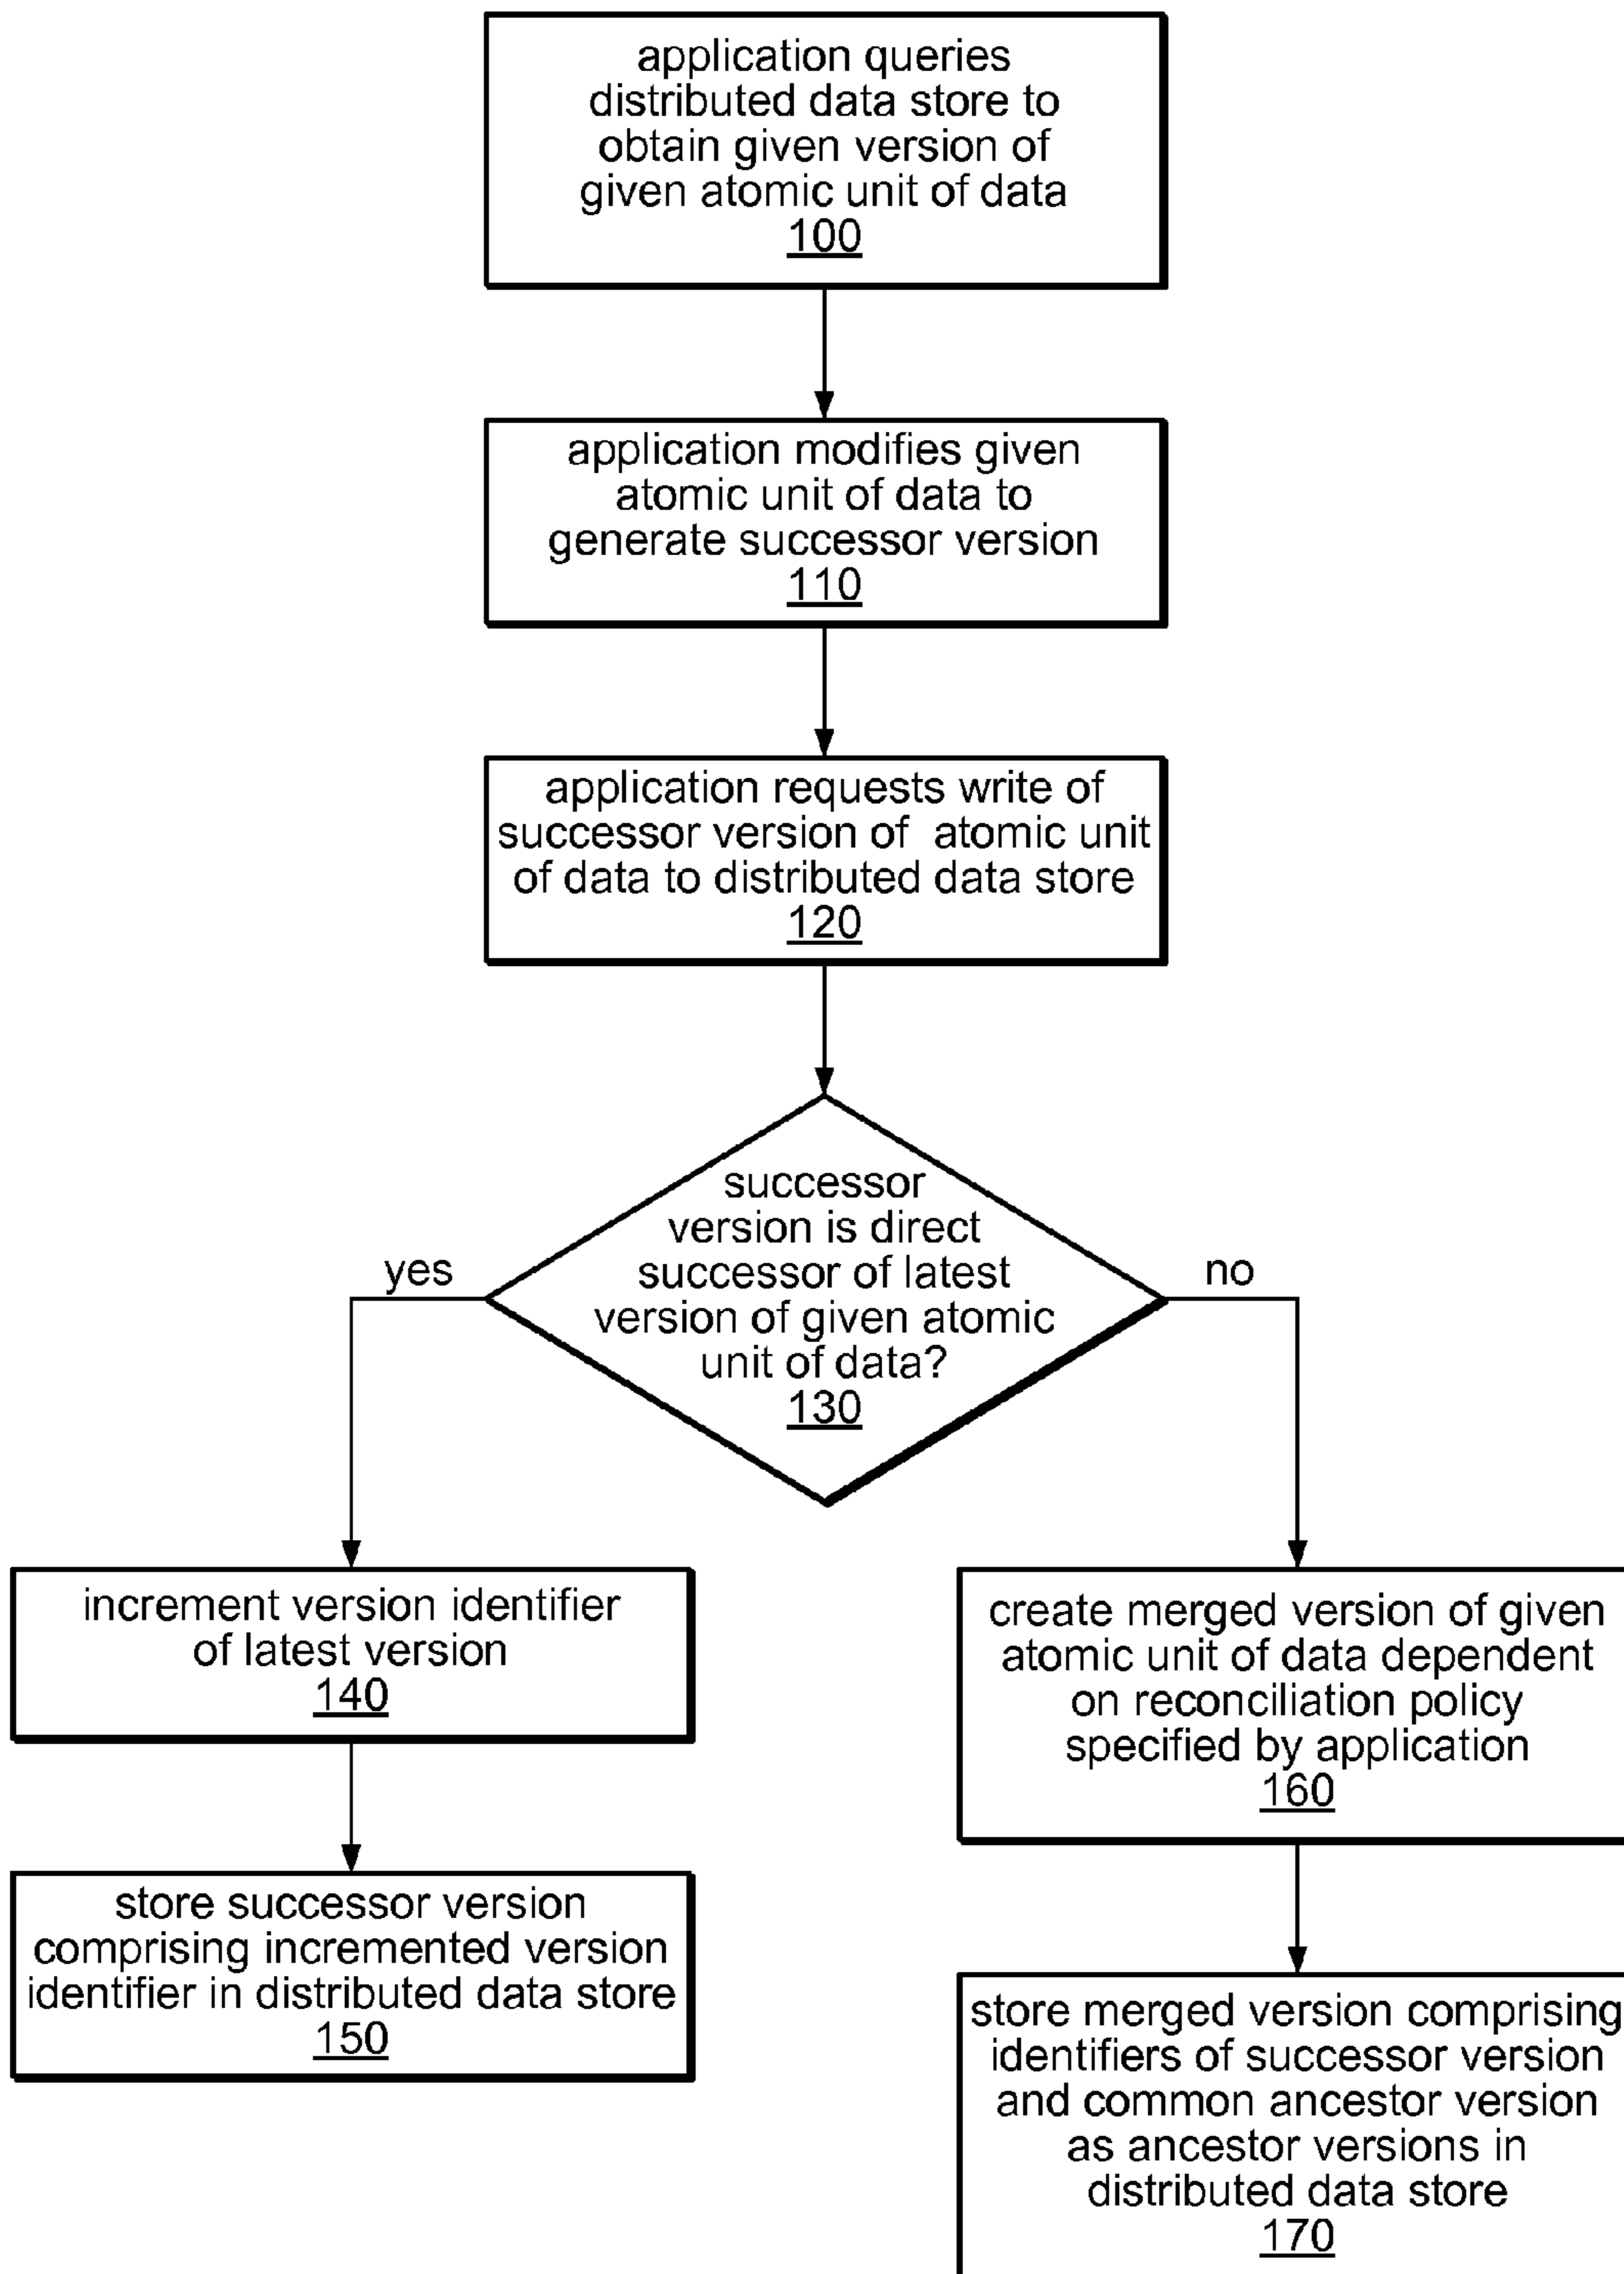 application queries
distributed data store to
obtain given version of
given atomic unit of data
100
application modifies given
atomic unit of data to
generate successor version
110
application requests write of
successor version of atomic unit
of data to distributed data store
120
successor
version is direct
successor of latest
version of given atomic
unit of data?
130
yes
no
increment version identifier
of latest version
140
store successor version
comprising incremented version
identifier in distributed data store
150
create merged version of given
atomic unit of data dependent
on reconciliation policy
specified by application
160
store merged version comprising
identifiers of successor version
and common ancestor version
as ancestor versions in
distributed data store
170